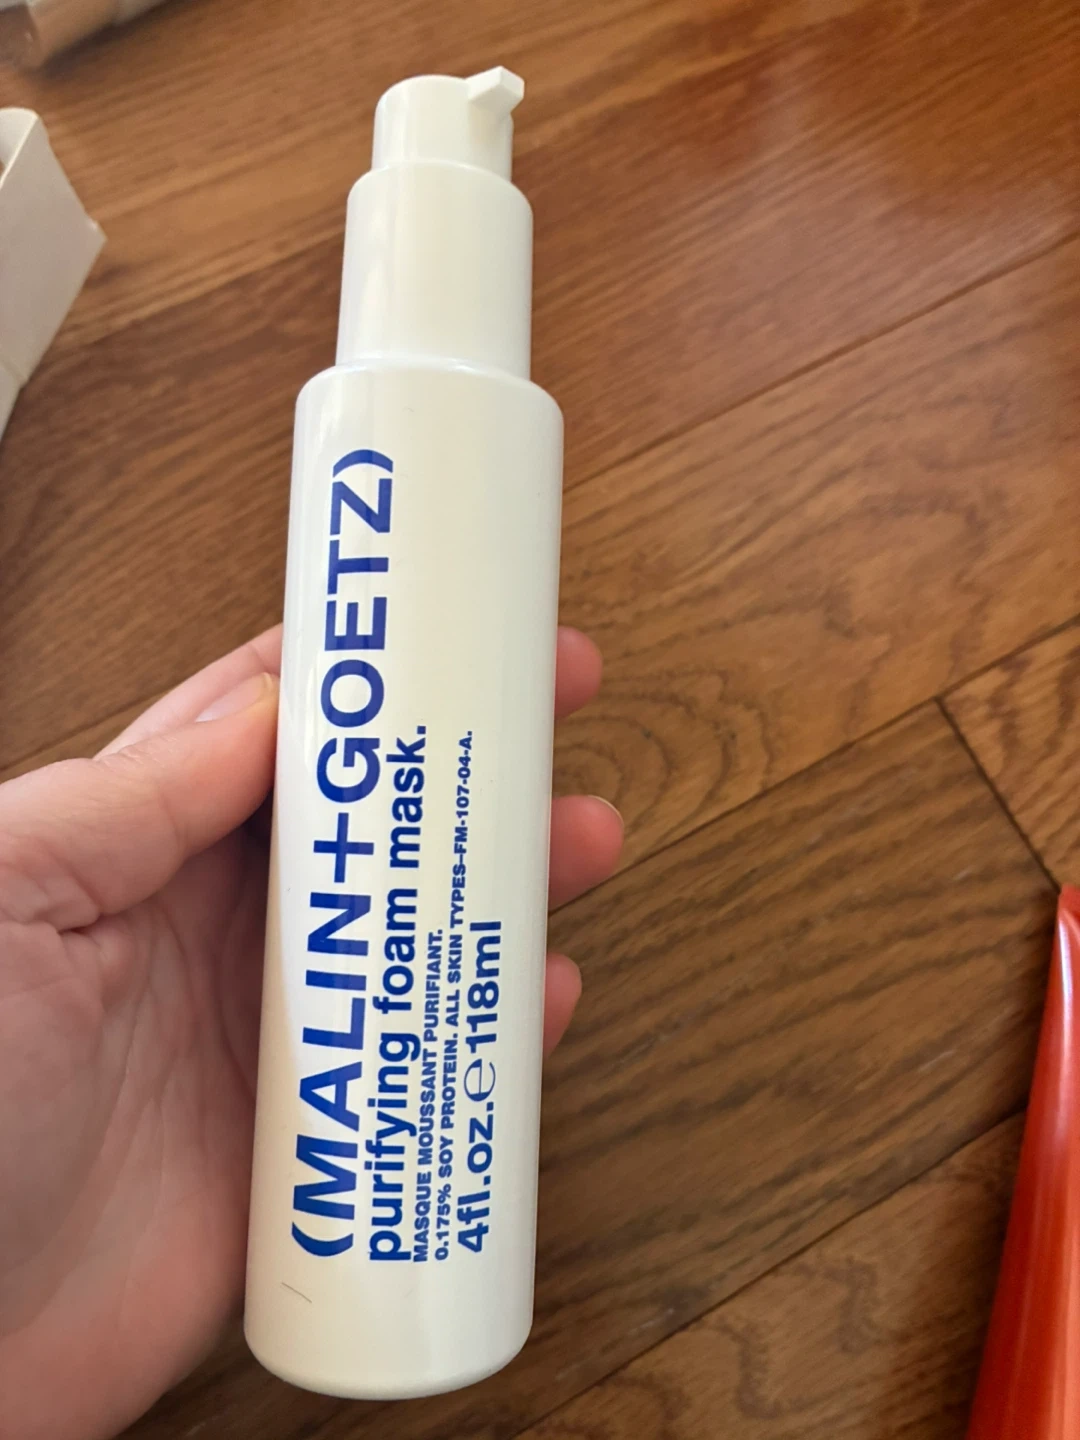 (MALIN+GOETZ)
purifying foam mask.
MASQUE MOUSSANT PURIFIANT.
0.175% SOY PROTEIN. ALL SKIN TYPES–FM-107-04-A.
4fl.oz.℮118ml